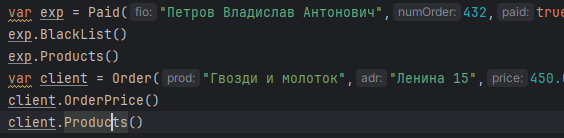 var exp = Paid( fio: "Петров Владислав Антонович", numOrder: 432, paid: true
exp.BlackList()
exp.Products()
var client = Order( prod: "Гвозди и молоток", adr: "Ленина 15", price: 450.
client.OrderPrice()
client.Products()